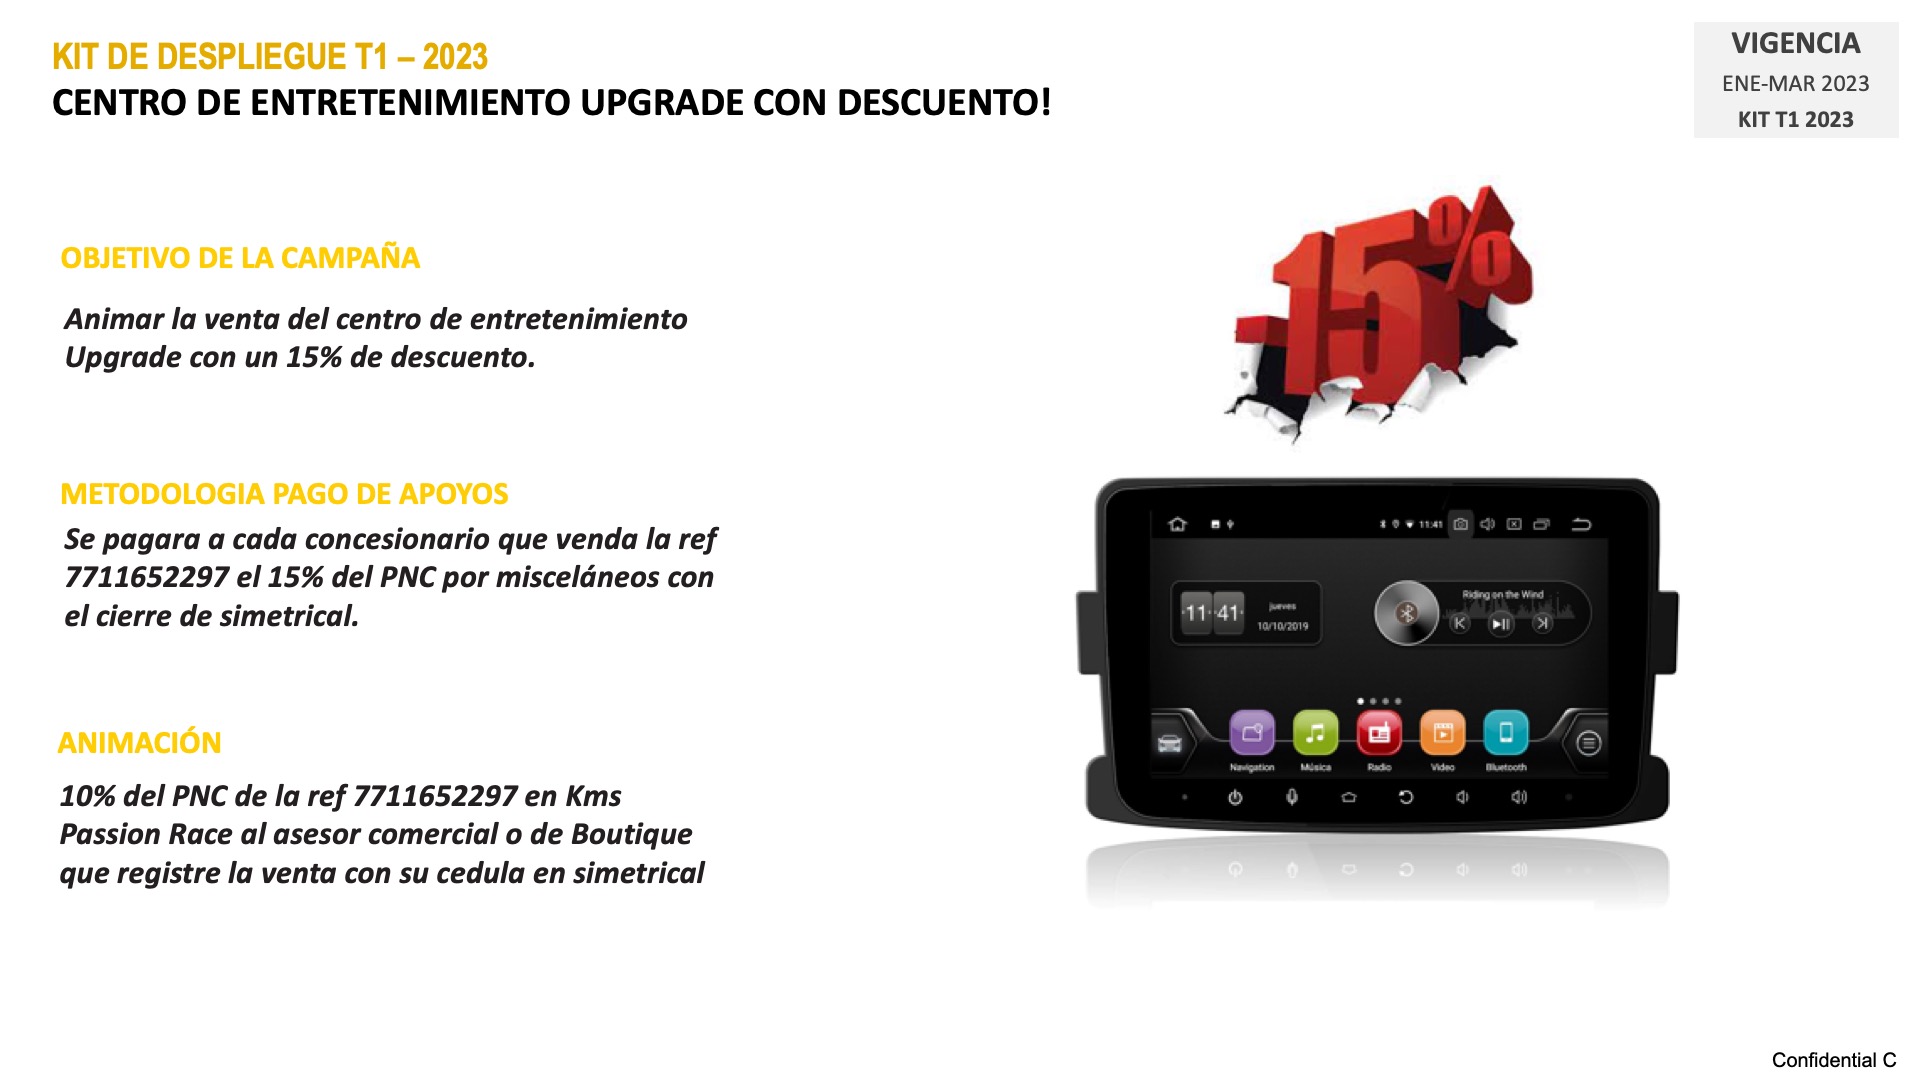 KIT DE DESPLIEGUE T1 – 2023
CENTRO DE ENTRETENIMIENTO UPGRADE CON DESCUENTO!
VIGENCIA
ENE-MAR 2023
KIT T1 2023
OBJETIVO DE LA CAMPAÑA
Animar la venta del centro de entretenimiento
Upgrade con un 15% de descuento.
METODOLOGIA PAGO DE APOYOS
Se pagara a cada concesionario que venda la ref
7711652297 el 15% del PNC por misceláneos con
el cierre de simetrical.
ANIMACIÓN
10% del PNC de la ref 7711652297 en Kms
Passion Race al asesor comercial o de Boutique
que registre la venta con su cedula en simetrical
-15%
11:41
11 41
jueves
10/10/2019
Riding on the Wind
Navigation Música Radio Video Bluetooth
Confidential C